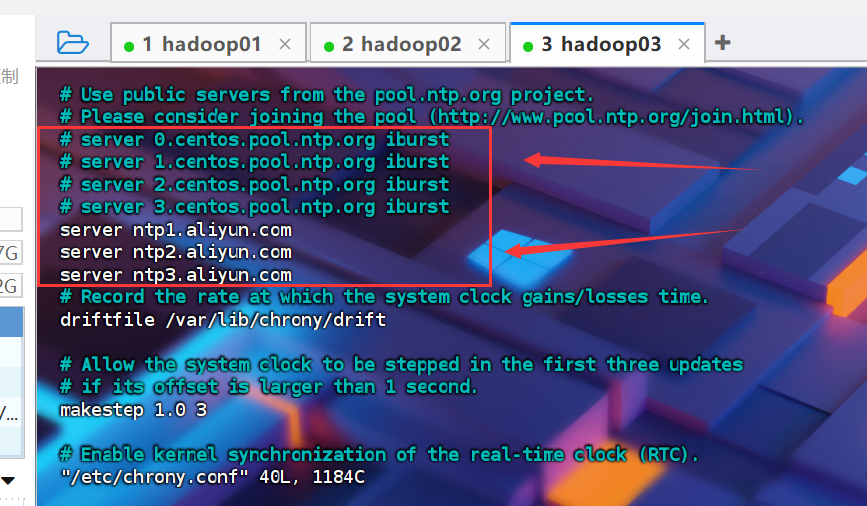 1 hadoop01
2 hadoop02
3 hadoop03
制
# Use public servers from the pool.ntp.org project.
# Please consider joining the pool (http://www.pool.ntp.org/join.html).
# server 0.centos.pool.ntp.org iburst
# server 1.centos.pool.ntp.org iburst
# server 2.centos.pool.ntp.org iburst
# server 3.centos.pool.ntp.org iburst
server ntp1.aliyun.com
server ntp2.aliyun.com
server ntp3.aliyun.com
# Record the rate at which the system clock gains/losses time.
driftfile /var/lib/chrony/drift
# Allow the system clock to be stepped in the first three updates
# if its offset is larger than 1 second.
makestep 1.0 3
# Enable kernel synchronization of the real-time clock (RTC).
"/etc/chrony.conf" 40L, 1184C